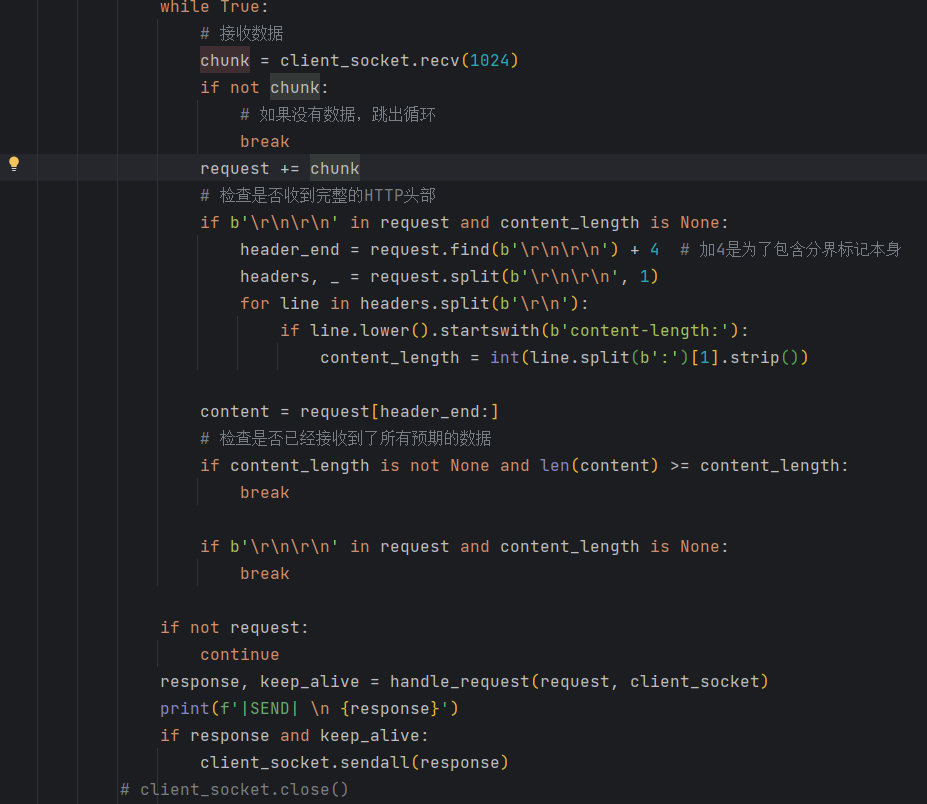 while True:
# 接收数据
chunk = client_socket.recv(1024)
if not chunk:
# 如果没有数据，跳出循环
break
request += chunk
# 检查是否收到完整的HTTP头部
if b'\r\n\r\n' in request and content_length is None:
header_end = request.find(b'\r\n\r\n') + 4  # 加4是为了包含分界标记本身
headers, _ = request.split(b'\r\n\r\n', 1)
for line in headers.split(b'\r\n'):
if line.lower().startswith(b'content-length:'):
content_length = int(line.split(b':')[1].strip())
content = request[header_end:]
# 检查是否已经接收到了所有预期的数据
if content_length is not None and len(content) >= content_length:
break
if b'\r\n\r\n' in request and content_length is None:
break
if not request:
continue
response, keep_alive = handle_request(request, client_socket)
print(f'|SEND| \n {response}')
if response and keep_alive:
client_socket.sendall(response)
# client_socket.close()